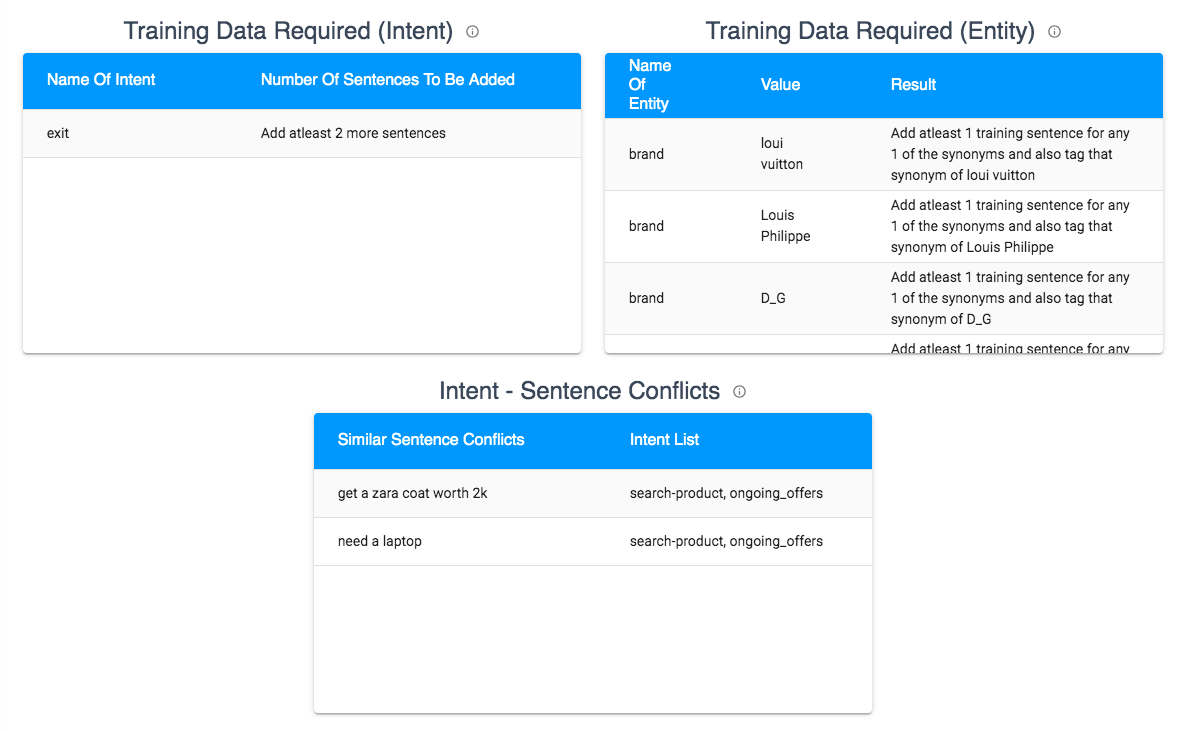 Training Data Required (Intent)
Name Of Intent
Number Of Sentences To Be Added
exit
Add atleast 2 more sentences
Training Data Required (Entity)
Name
Of
Entity
Value
Result
brand
loui
vuitton
Add atleast 1 training sentence for any
1 of the synonyms and also tag that
synonym of loui vuitton
brand
Louis
Philippe
Add atleast 1 training sentence for any
1 of the synonyms and also tag that
synonym of Louis Philippe
brand
D_G
Add atleast 1 training sentence for any
1 of the synonyms and also tag that
synonym of D_G
Add atleast 1 training sentence for any
Intent - Sentence Conflicts
Similar Sentence Conflicts
Intent List
get a zara coat worth 2k
search-product, ongoing_offers
need a laptop
search-product, ongoing_offers